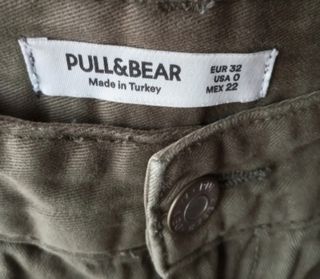 PULL&BEAR
Made in Turkey
EUR 32
USA 0
MEX 22